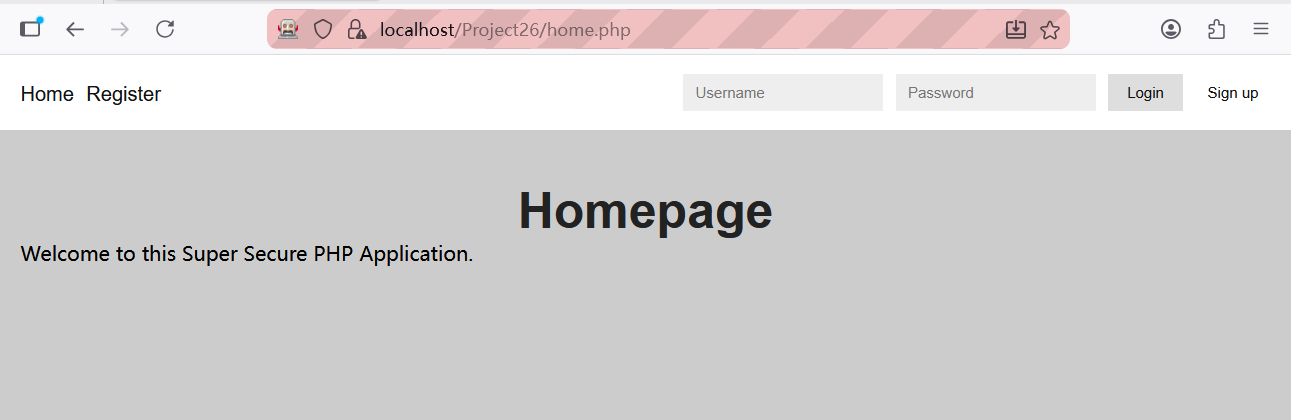 localhost/Project26/home.php
Home Register Username Password Login Sign up
Homepage
Welcome to this Super Secure PHP Application.